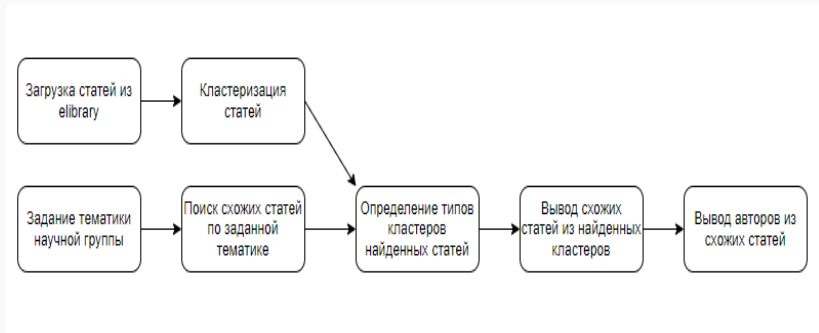 Загрузка статей из
elibrary
Кластеризация
статей
Задание тематики
научной группы
Поиск схожих статей
по заданной
тематике
Определение типов
кластеров
найденных статей
Вывод схожих
статей из найденных
кластеров
Вывод авторов из
схожих статей